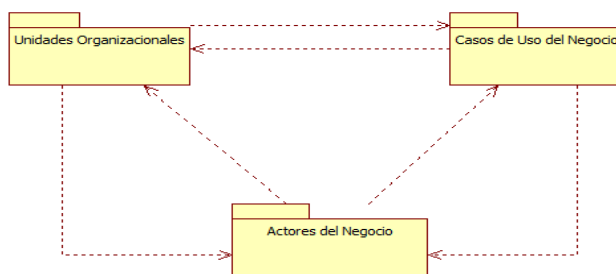 Unidades Organizacionales
Casos de Uso del Negocio
Actores del Negocio